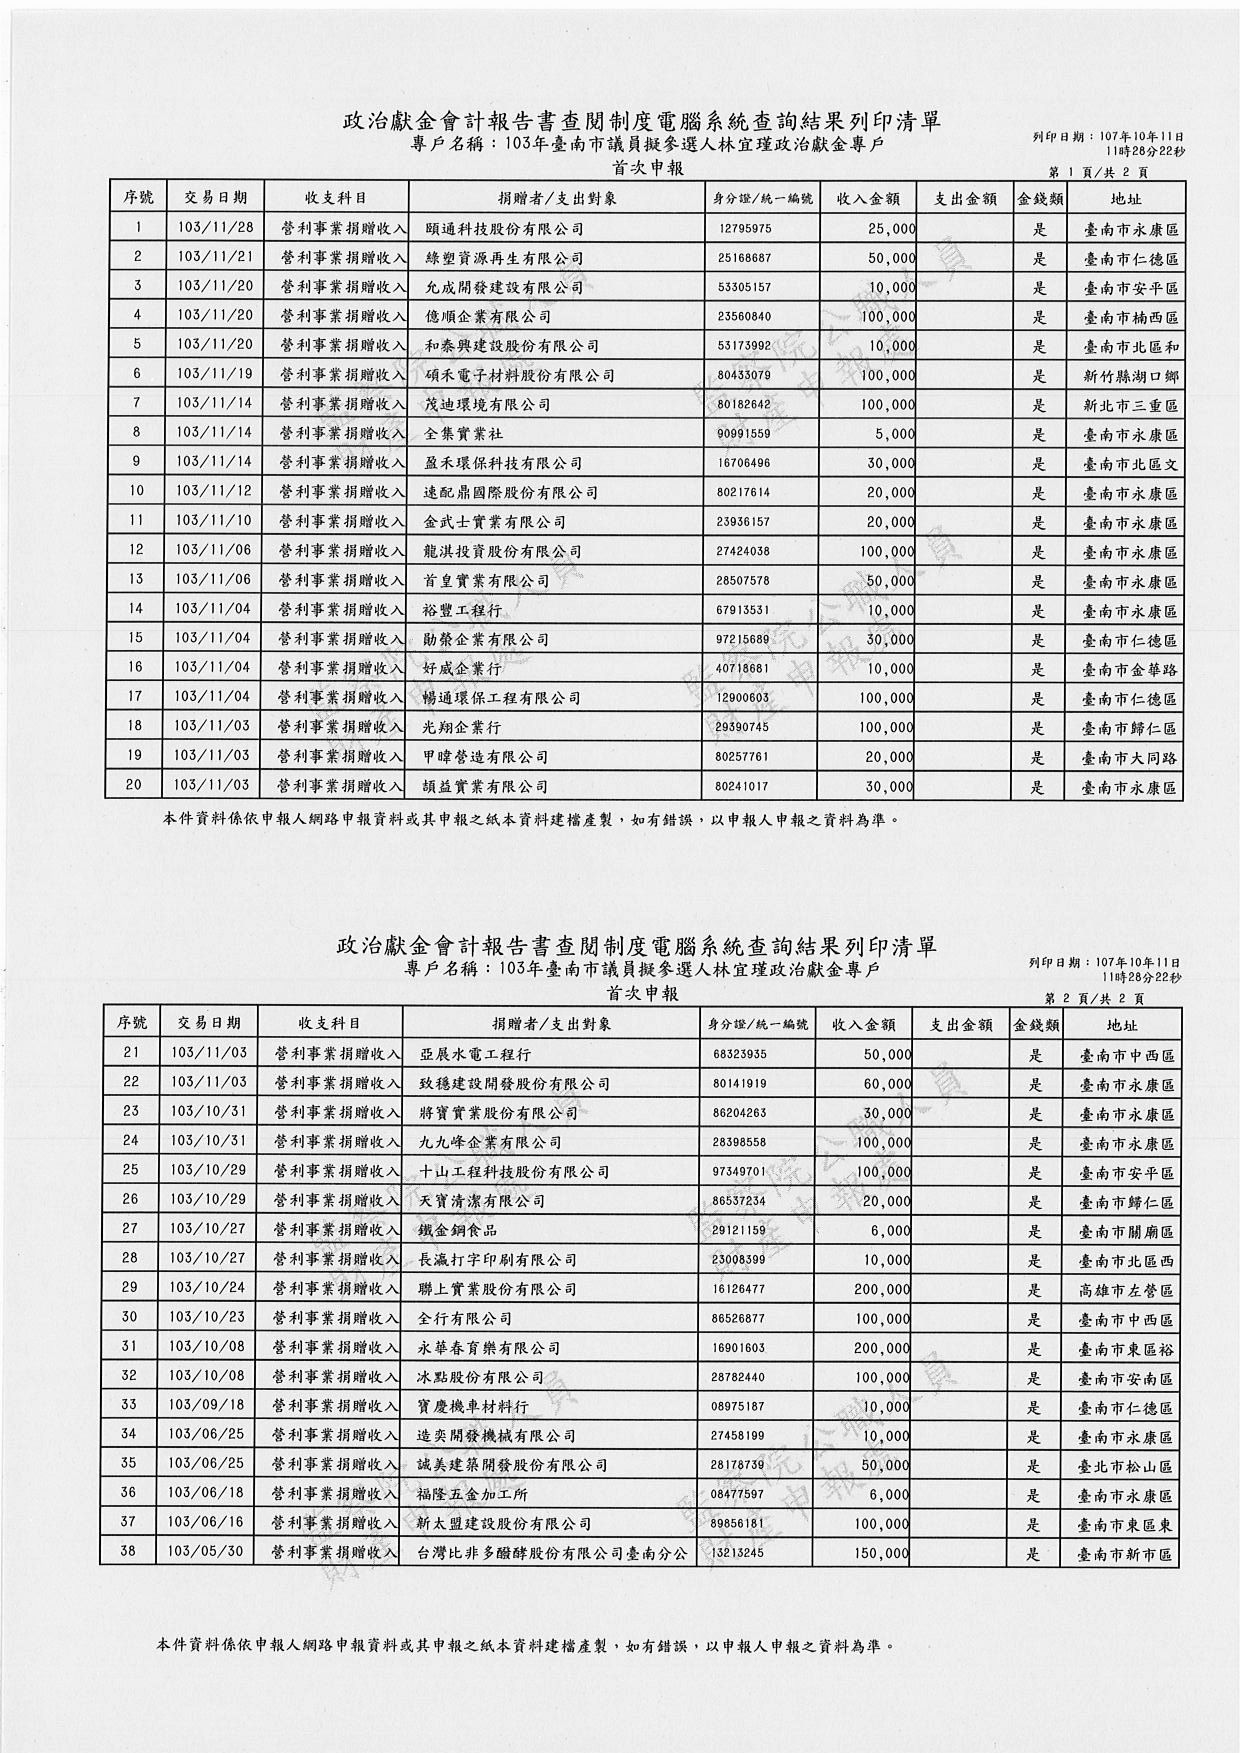 政治獻金會計報告書查閱制度電腦系統查詢結果列印清單
專戶名稱：103年臺南市議員擬參選人林宜瑾政治獻金專戶
列印日期：107年10年11日
11時28分22秒
首次申報
第 1 頁/共 2 頁
序號 交易日期 收支科目 捐贈者/支出對象 身分證/統一編號 收入金額 支出金額 金錢類 地址
1 103/11/28 營利事業捐贈收入 頤通科技股份有限公司 12795975 25,000 是 臺南市永康區
2 103/11/21 營利事業捐贈收入 綠塑資源再生有限公司 25168687 50,000 是 臺南市仁德區
3 103/11/20 營利事業捐贈收入 允成開發建設有限公司 53305157 10,000 是 臺南市安平區
4 103/11/20 營利事業捐贈收入 億順企業有限公司 23560840 100,000 是 臺南市楠西區
5 103/11/20 營利事業捐贈收入 和泰興建設股份有限公司 53173992 10,000 是 臺南市北區和
6 103/11/19 營利事業捐贈收入 碩禾電子材料股份有限公司 80433079 100,000 是 新竹縣湖口鄉
7 103/11/14 營利事業捐贈收入 茂迪環境有限公司 80182642 100,000 是 新北市三重區
8 103/11/14 營利事業捐贈收入 全集實業社 90991559 5,000 是 臺南市永康區
9 103/11/14 營利事業捐贈收入 盈禾環保科技有限公司 16706496 30,000 是 臺南市北區文
10 103/11/12 營利事業捐贈收入 速配鼎國際股份有限公司 80217614 20,000 是 臺南市永康區
11 103/11/10 營利事業捐贈收入 金武士實業有限公司 23936157 20,000 是 臺南市永康區
12 103/11/06 營利事業捐贈收入 龍淇投資股份有限公司 27424038 100,000 是 臺南市永康區
13 103/11/06 營利事業捐贈收入 首皇實業有限公司 28507578 50,000 是 臺南市永康區
14 103/11/04 營利事業捐贈收入 裕豐工程行 67913531 10,000 是 臺南市永康區
15 103/11/04 營利事業捐贈收入 勛榮企業有限公司 97215689 30,000 是 臺南市仁德區
16 103/11/04 營利事業捐贈收入 好威企業行 40718681 10,000 是 臺南市金華路
17 103/11/04 營利事業捐贈收入 暢通環保工程有限公司 12900603 100,000 是 臺南市仁德區
18 103/11/03 營利事業捐贈收入 光翔企業行 29390745 100,000 是 臺南市歸仁區
19 103/11/03 營利事業捐贈收入 甲暐營造有限公司 80257761 20,000 是 臺南市大同路
20 103/11/03 營利事業捐贈收入 頡益實業有限公司 80241017 30,000 是 臺南市永康區
本件資料係依申報人網路申報資料或其申報之紙本資料建檔產製，如有錯誤，以申報人申報之資料為準。
政治獻金會計報告書查閱制度電腦系統查詢結果列印清單
專戶名稱：103年臺南市議員擬參選人林宜瑾政治獻金專戶
列印日期：107年10年11日
11時28分22秒
首次申報
第 2 頁/共 2 頁
序號 交易日期 收支科目 捐贈者/支出對象 身分證/統一編號 收入金額 支出金額 金錢類 地址
21 103/11/03 營利事業捐贈收入 亞展水電工程行 68323935 50,000 是 臺南市中西區
22 103/11/03 營利事業捐贈收入 致穩建設開發股份有限公司 80141919 60,000 是 臺南市永康區
23 103/10/31 營利事業捐贈收入 將寶實業股份有限公司 86204263 30,000 是 臺南市永康區
24 103/10/31 營利事業捐贈收入 九九峰企業有限公司 28398558 100,000 是 臺南市永康區
25 103/10/29 營利事業捐贈收入 十山工程科技股份有限公司 97349701 100,000 是 臺南市安平區
26 103/10/29 營利事業捐贈收入 天寶清潔有限公司 86537234 20,000 是 臺南市歸仁區
27 103/10/27 營利事業捐贈收入 鐵金鋼食品 29121159 6,000 是 臺南市關廟區
28 103/10/27 營利事業捐贈收入 長瀛打字印刷有限公司 23008399 10,000 是 臺南市北區西
29 103/10/24 營利事業捐贈收入 聯上實業股份有限公司 16126477 200,000 是 高雄市左營區
30 103/10/23 營利事業捐贈收入 全行有限公司 86526877 100,000 是 臺南市中西區
31 103/10/08 營利事業捐贈收入 永華春育樂有限公司 16901603 200,000 是 臺南市東區裕
32 103/10/08 營利事業捐贈收入 冰點股份有限公司 28782440 100,000 是 臺南市安南區
33 103/09/18 營利事業捐贈收入 寶慶機車材料行 08975187 10,000 是 臺南市仁德區
34 103/06/25 營利事業捐贈收入 造奕開發機械有限公司 27458199 10,000 是 臺南市永康區
35 103/06/25 營利事業捐贈收入 誠美建築開發股份有限公司 28178739 50,000 是 臺北市松山區
36 103/06/18 營利事業捐贈收入 福隆五金加工所 08477597 6,000 是 臺南市永康區
37 103/06/16 營利事業捐贈收入 新太盟建設股份有限公司 89856181 100,000 是 臺南市東區東
38 103/05/30 營利事業捐贈收入 台灣比菲多醱酵股份有限公司臺南分公 13213245 150,000 是 臺南市新市區
本件資料係依申報人網路申報資料或其申報之紙本資料建檔產製，如有錯誤，以申報人申報之資料為準。